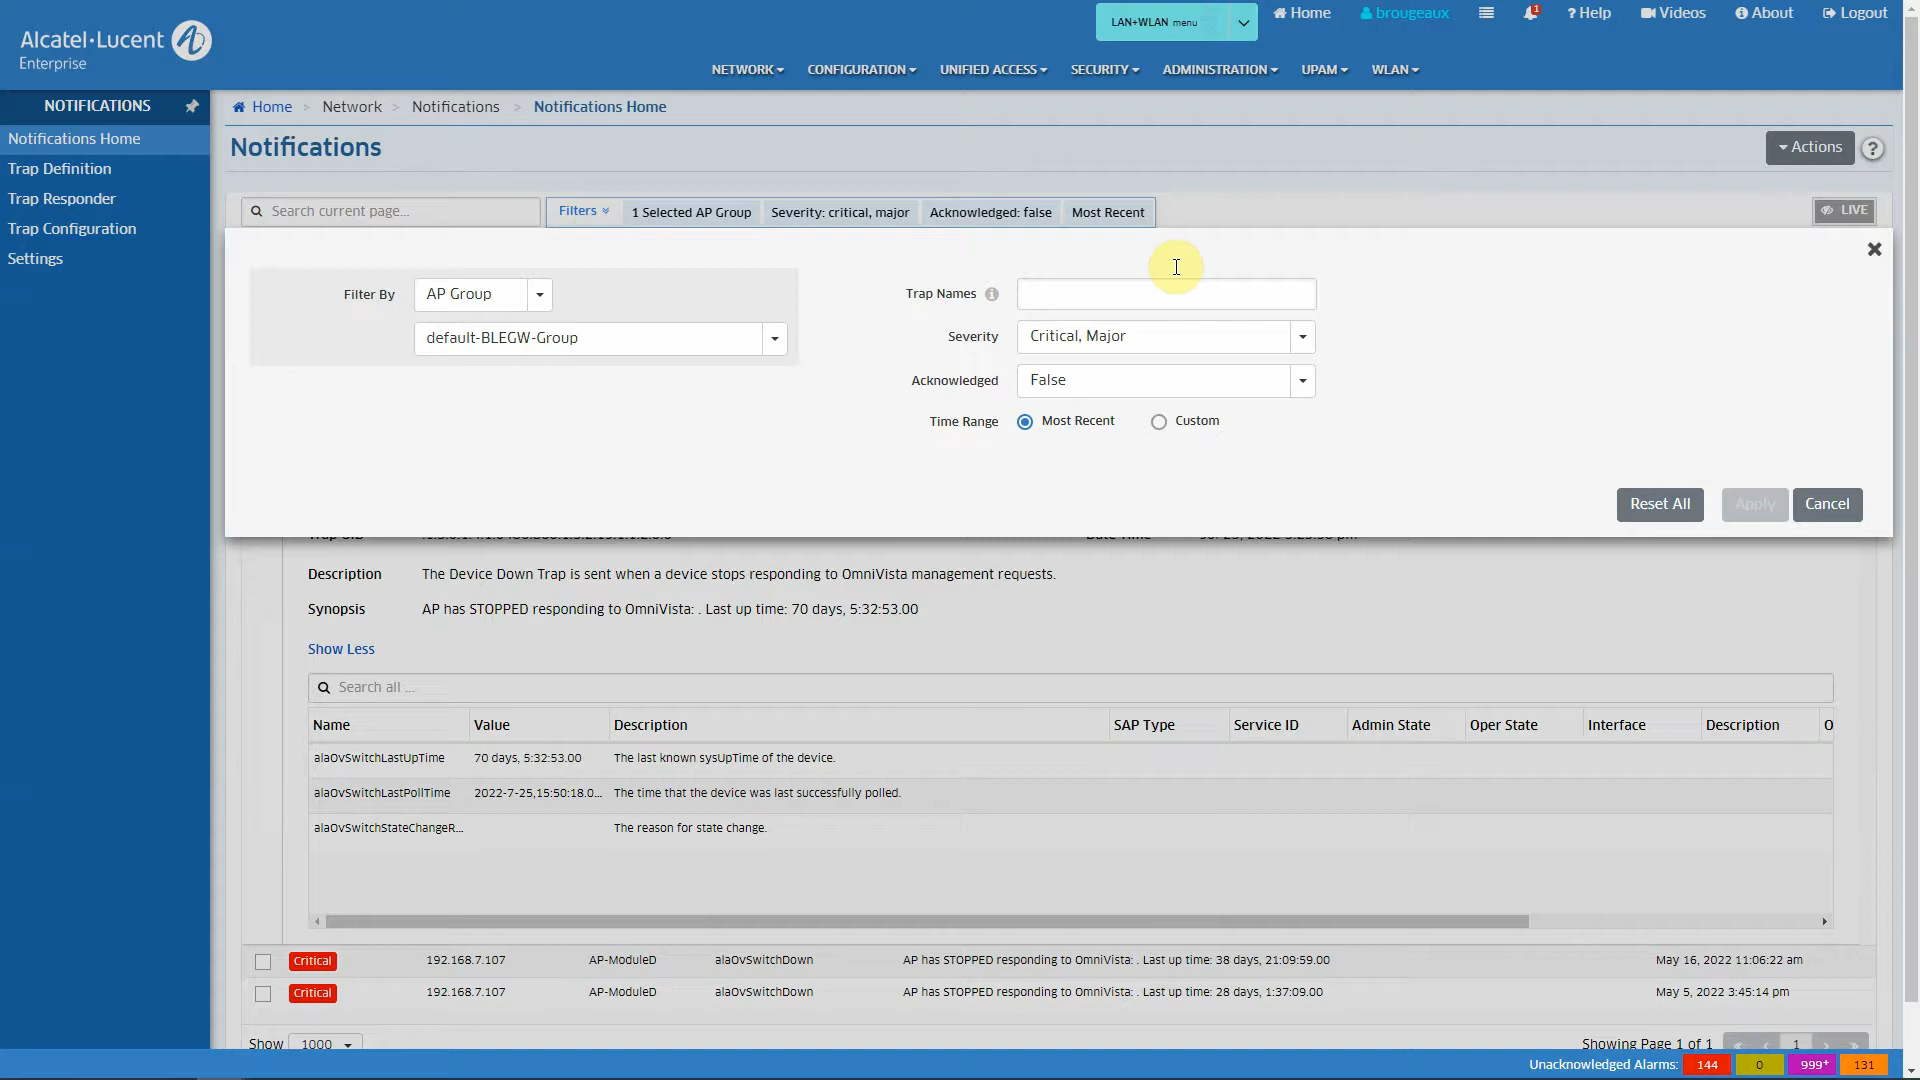 Alcatel·Lucent
Enterprise
LAN+WLAN menu
Home
brougeaux
1
? Help
Videos
About
Logout
NETWORK
CONFIGURATION
UNIFIED ACCESS
SECURITY
ADMINISTRATION
UPAM
WLAN
NOTIFICATIONS
Notifications Home
Trap Definition
Trap Responder
Trap Configuration
Settings
Home > Network > Notifications > Notifications Home
Notifications
Actions
?
Search current page...
Filters
1 Selected AP Group
Severity: critical, major
Acknowledged: false
Most Recent
LIVE
Filter By
AP Group
default-BLEGW-Group
Trap Names
Severity
Critical, Major
Acknowledged
False
Time Range
Most Recent
Custom
Reset All
Apply
Cancel
Description
The Device Down Trap is sent when a device stops responding to OmniVista management requests.
Synopsis
AP has STOPPED responding to OmniVista: . Last up time: 70 days, 5:32:53.00
Show Less
Search all ...
Name Value Description SAP Type Service ID Admin State Oper State Interface Description O
alaOvSwitchLastUpTime 70 days, 5:32:53.00 The last known sysUpTime of the device.
alaOvSwitchLastPollTime 2022-7-25,15:50:18.0... The time that the device was last successfully polled.
alaOvSwitchStateChangeR... The reason for state change.
Critical 192.168.7.107 AP-ModuleD alaOvSwitchDown AP has STOPPED responding to OmniVista: . Last up time: 38 days, 21:09:59.00 May 16, 2022 11:06:22 am
Critical 192.168.7.107 AP-ModuleD alaOvSwitchDown AP has STOPPED responding to OmniVista: . Last up time: 28 days, 1:37:09.00 May 5, 2022 3:45:14 pm
Show 1000
Showing Page 1 of 1
« ‹ 1 › »
Unacknowledged Alarms: 144 0 999+ 131